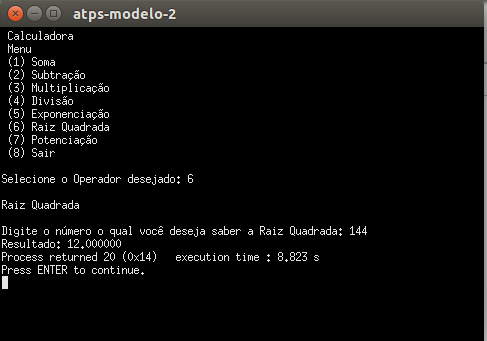 atps-modelo-2
Calculadora
Menu
(1) Soma
(2) Subtração
(3) Multiplicação
(4) Divisão
(5) Exponenciação
(6) Raiz Quadrada
(7) Potenciação
(8) Sair
Selecione o Operador desejado: 6
Raiz Quadrada
Digite o número o qual você deseja saber a Raiz Quadrada: 144
Resultado: 12.000000
Process returned 20 (0x14)   execution time : 8.823 s
Press ENTER to continue.